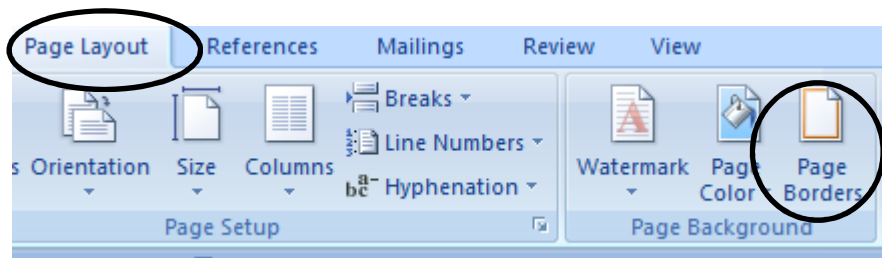 Page Layout References Mailings Review View
Breaks
Line Numbers
s Orientation Size Columns
Hyphenation
Watermark Page Color Page Borders
Page Setup
Page Background